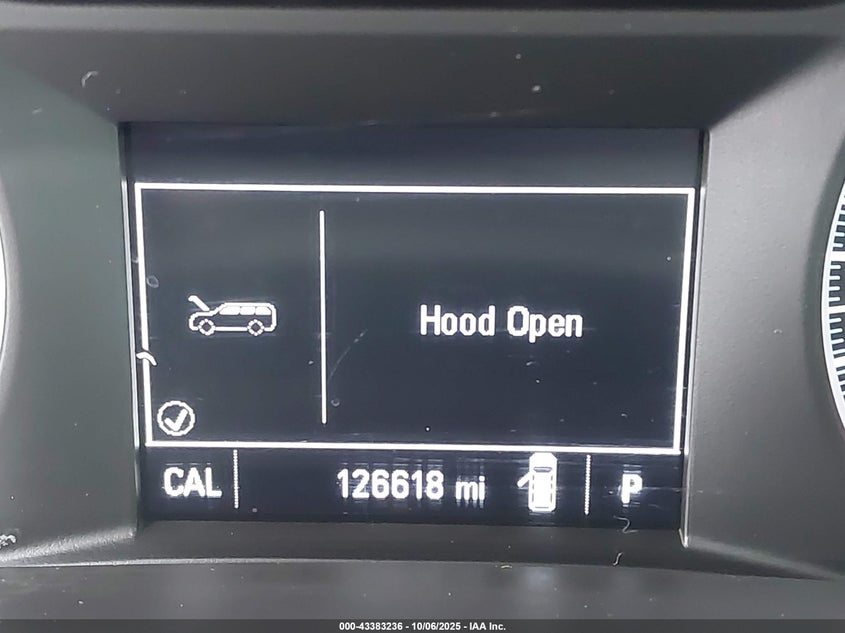 Hood Open
CAL 126618 mi P
000-43383236 - 10/06/2025 - IAA Inc.